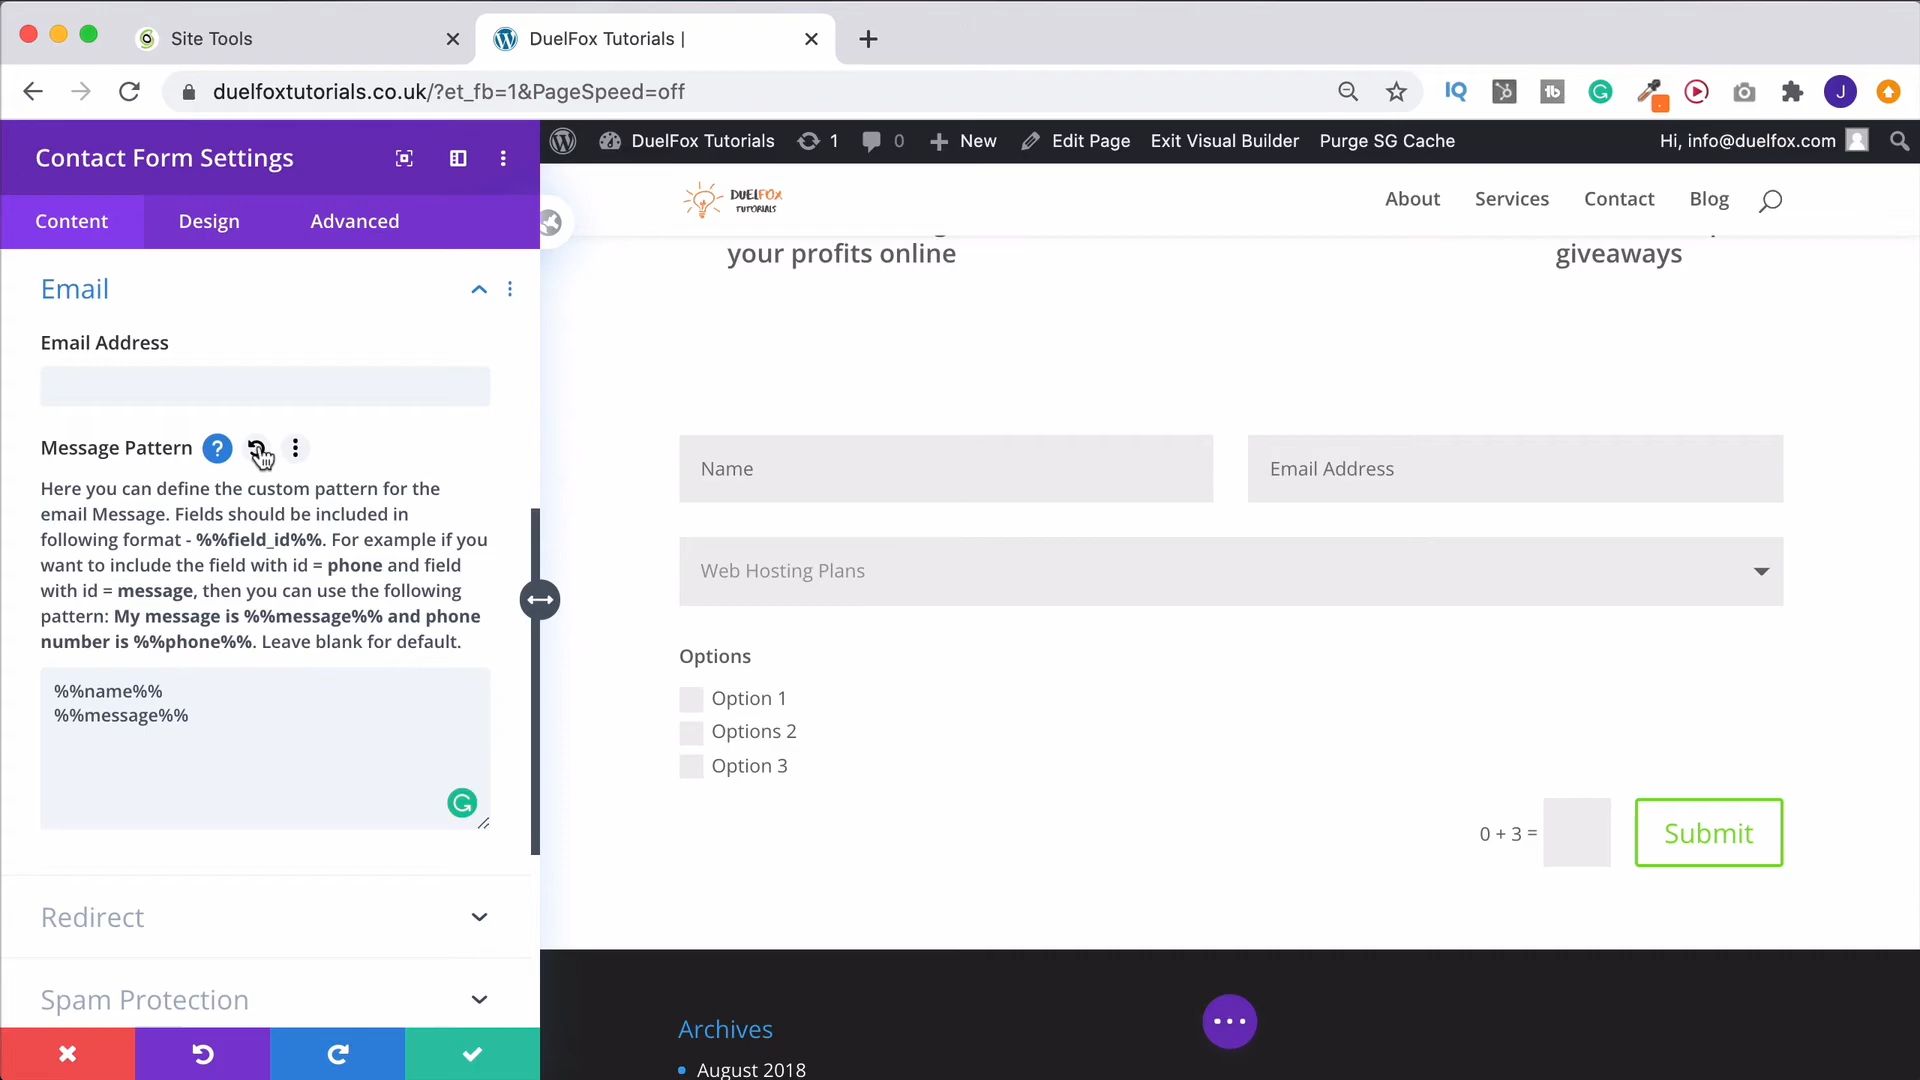 Site Tools
DuelFox Tutorials |
duelfoxtutorials.co.uk/?et_fb=1&PageSpeed=off
IQ
tb
J
Contact Form Settings
DuelFox Tutorials
1
0
New
Edit Page
Exit Visual Builder
Purge SG Cache
Hi, info@duelfox.com
Content
Design
Advanced
DUELFOX
TUTORIALS
About
Services
Contact
Blog
your profits online
giveaways
Email
Email Address
Message Pattern
?
Here you can define the custom pattern for the
email Message. Fields should be included in
following format - %%field_id%%. For example if you
want to include the field with id = phone and field
with id = message, then you can use the following
pattern: My message is %%message%% and phone
number is %%phone%%. Leave blank for default.
%%name%%
%%message%%
Redirect
Spam Protection
Name
Email Address
Web Hosting Plans
Options
Option 1
Options 2
Option 3
0 + 3 =
Submit
Archives
August 2018